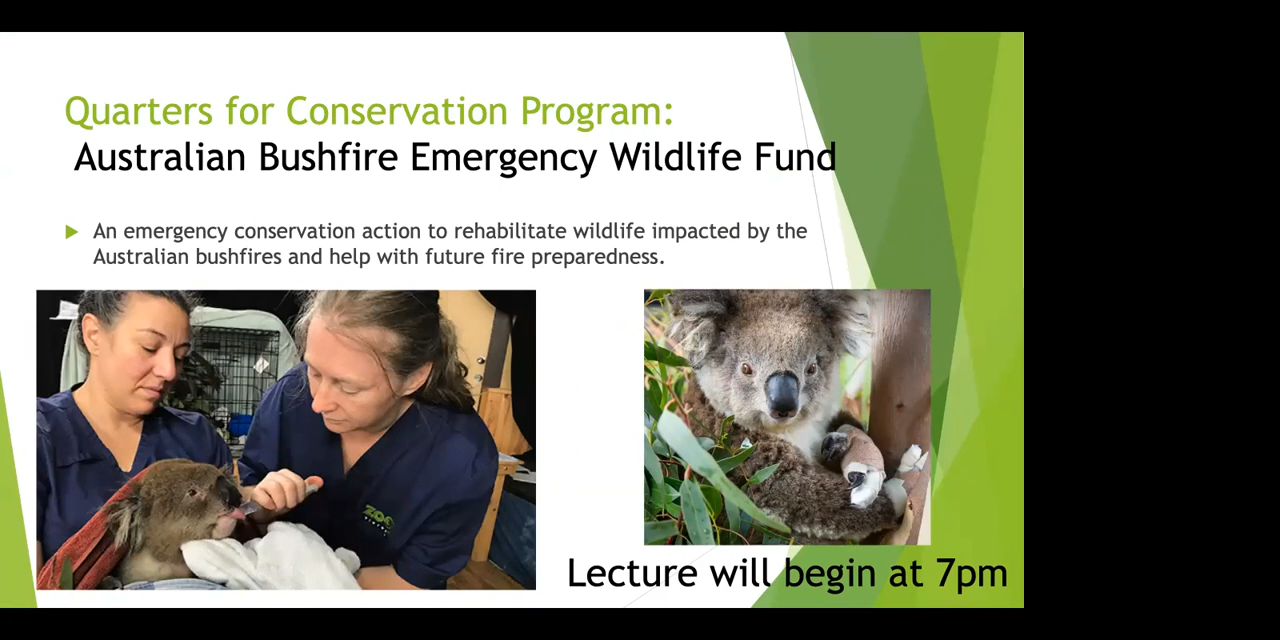 Quarters for Conservation Program:
Australian Bushfire Emergency Wildlife Fund
An emergency conservation action to rehabilitate wildlife impacted by the
Australian bushfires and help with future fire preparedness.
ZOO
Lecture will begin at 7pm